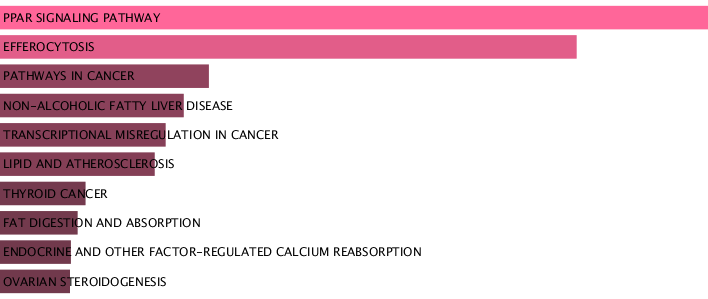 PPAR SIGNALING PATHWAY
EFFEROCYTOSIS
PATHWAYS IN CANCER
NON-ALCOHOLIC FATTY LIVER DISEASE
TRANSCRIPTIONAL MISREGULATION IN CANCER
LIPID AND ATHEROSCLEROSIS
THYROID CANCER
FAT DIGESTION AND ABSORPTION
ENDOCRINE AND OTHER FACTOR-REGULATED CALCIUM REABSORPTION
OVARIAN STEROIDOGENESIS